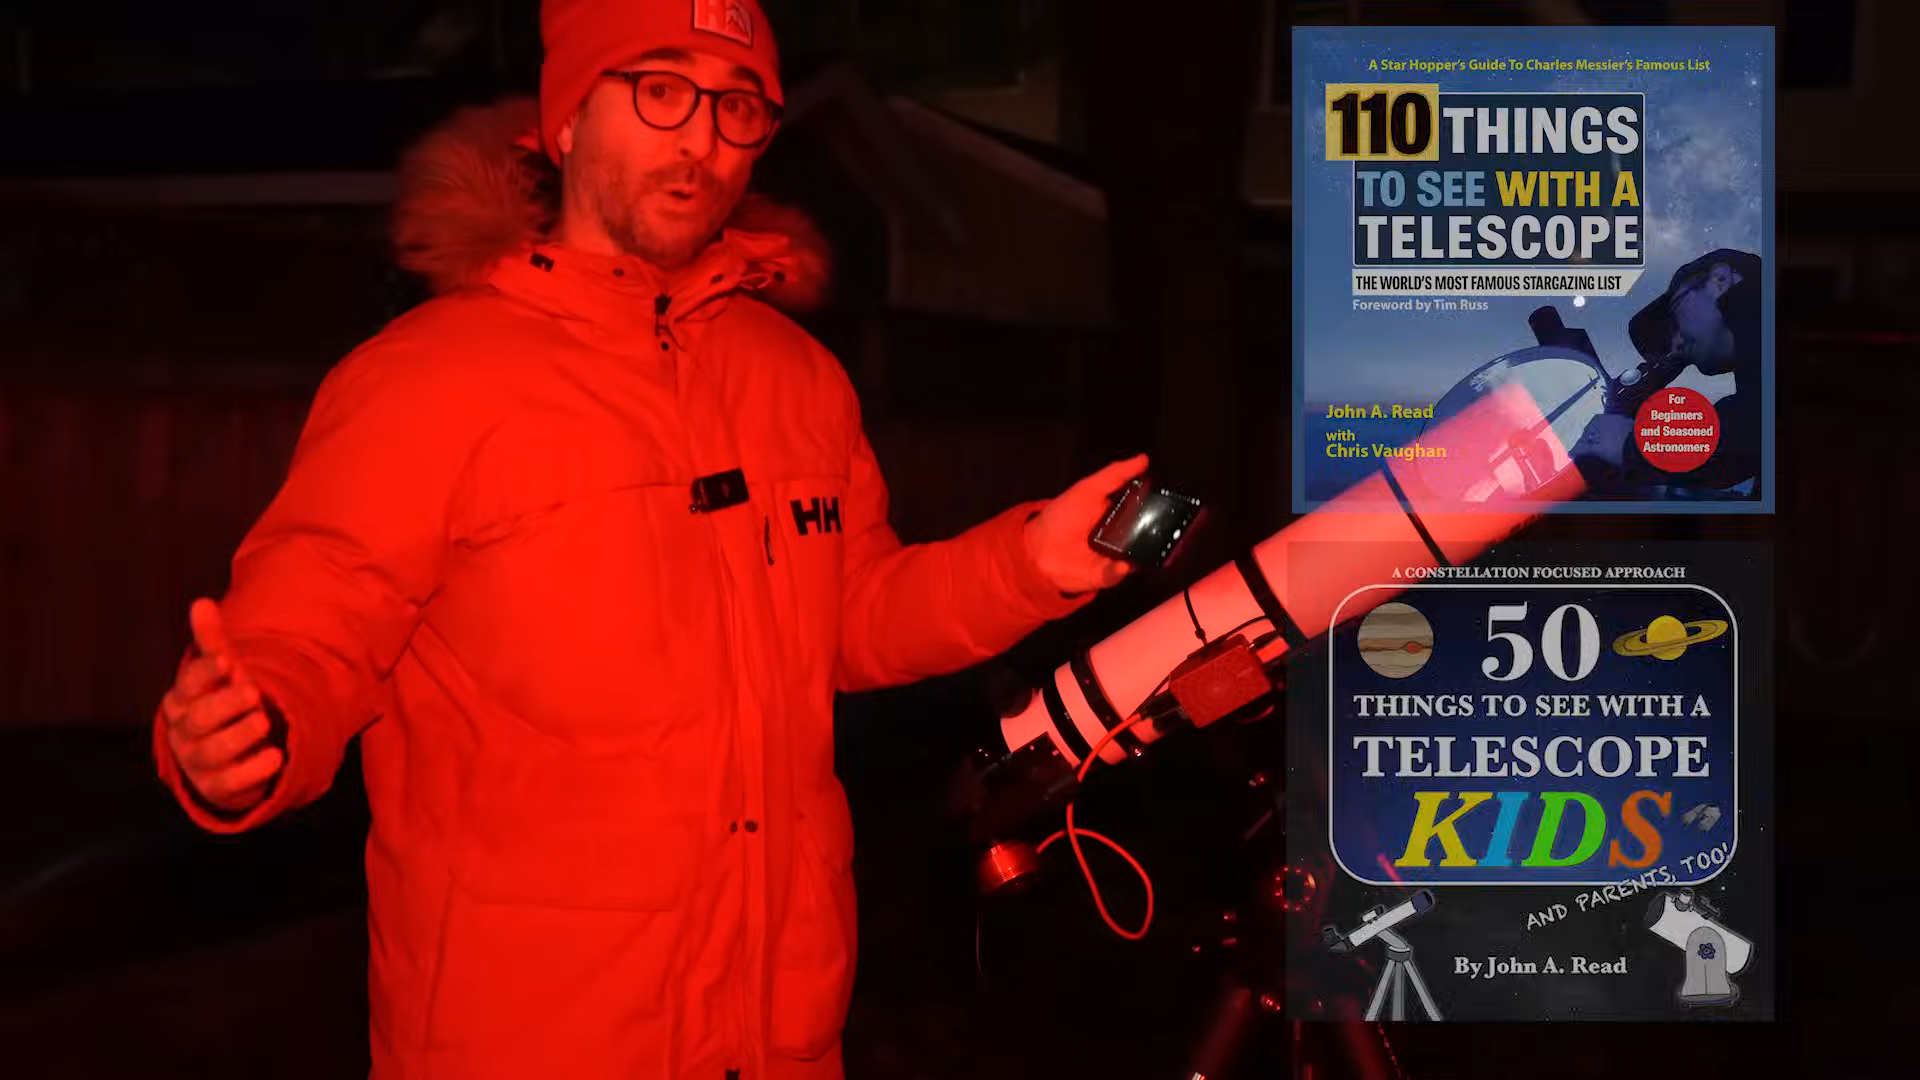 HH
A Star Hopper's Guide To Charles Messier's Famous List
110 THINGS
TO SEE WITH A
TELESCOPE
THE WORLD'S MOST FAMOUS STARGAZING LIST
Foreword by Tim Russ
John A. Read
with
Chris Vaughan
For
Beginners
and Seasoned
Astronomers
A CONSTELLATION FOCUSED APPROACH
50
THINGS TO SEE WITH A
TELESCOPE
KIDS
AND PARENTS, TOO!
By John A. Read